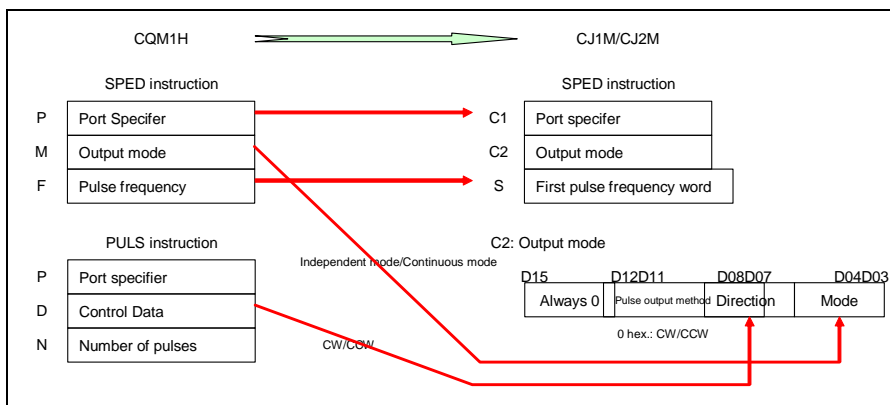 CQM1H CJ1M/CJ2M
SPED instruction SPED instruction
P Port Specifer C1 Port specifer
M Output mode C2 Output mode
F Pulse frequency S First pulse frequency word
PULS instruction C2: Output mode
Independent mode/Continuous mode
P Port specifier D15 D12D11 D08D07 D04D03
D Control Data Always 0 Pulse output method Direction Mode
N Number of pulses CW/CCW 0 hex.: CW/CCW